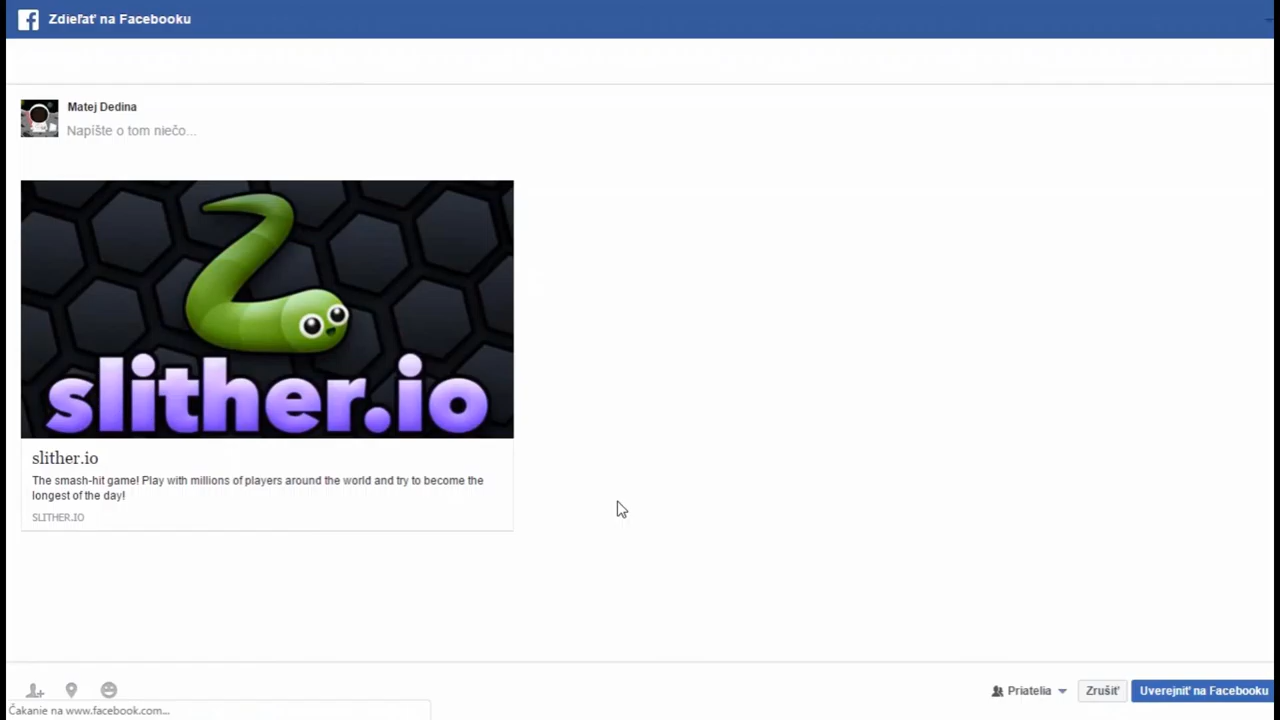 Zdieľať na Facebooku
Matej Dedina
Napíšte o tom niečo...
slither.io
slither.io
The smash-hit game! Play with millions of players around the world and try to become the
longest of the day!
SLITHER.IO
Priatelia
Zrušiť
Uverejniť na Facebooku
Čakanie na www.facebook.com...